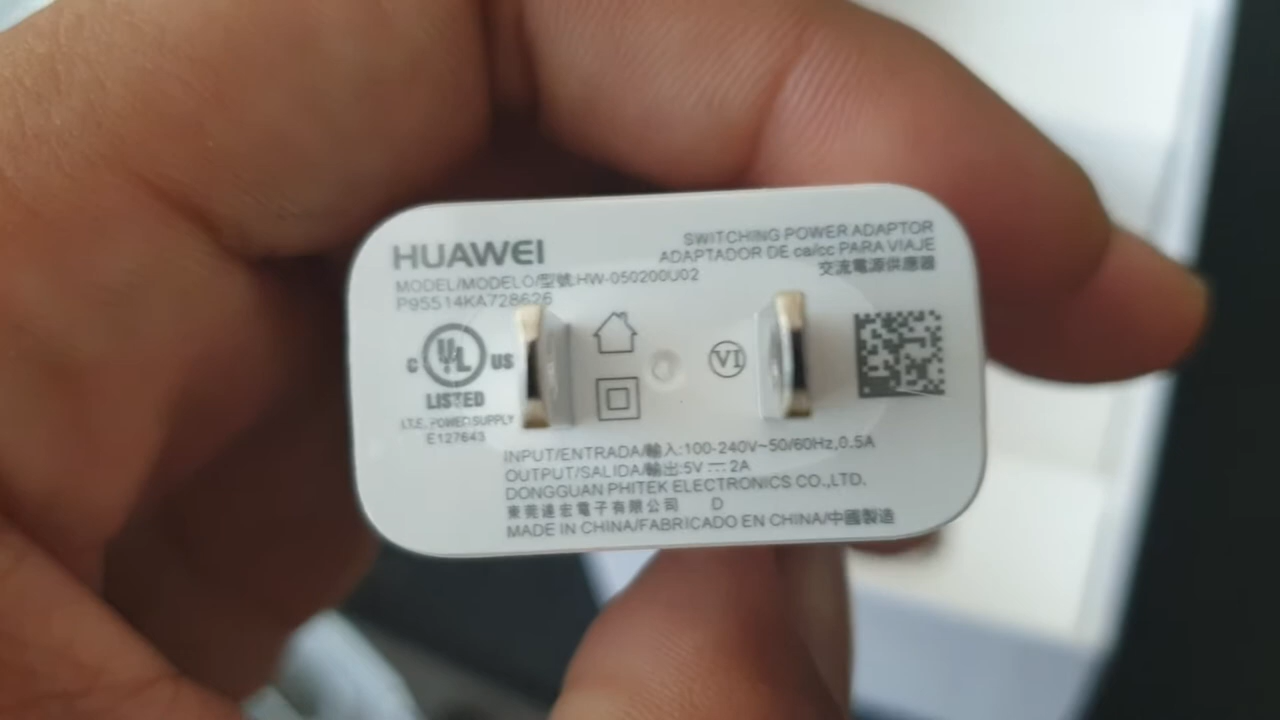 HUAWEI
SWITCHING POWER ADAPTOR
ADAPTADOR DE ca/cc PARA VIAJE
交流電源供應器
MODEL/MODELO/型號:HW-050200U02
P95514KA728626
C UL US
LISTED
I.T.E. POWER SUPPLY
E127643
VI
INPUT/ENTRADA/輸入:100-240V~50/60Hz,0.5A
OUTPUT/SALIDA/輸出:5V⎓2A
DONGGUAN PHITEK ELECTRONICS CO.,LTD.
東莞達宏電子有限公司 D
MADE IN CHINA/FABRICADO EN CHINA/中國製造